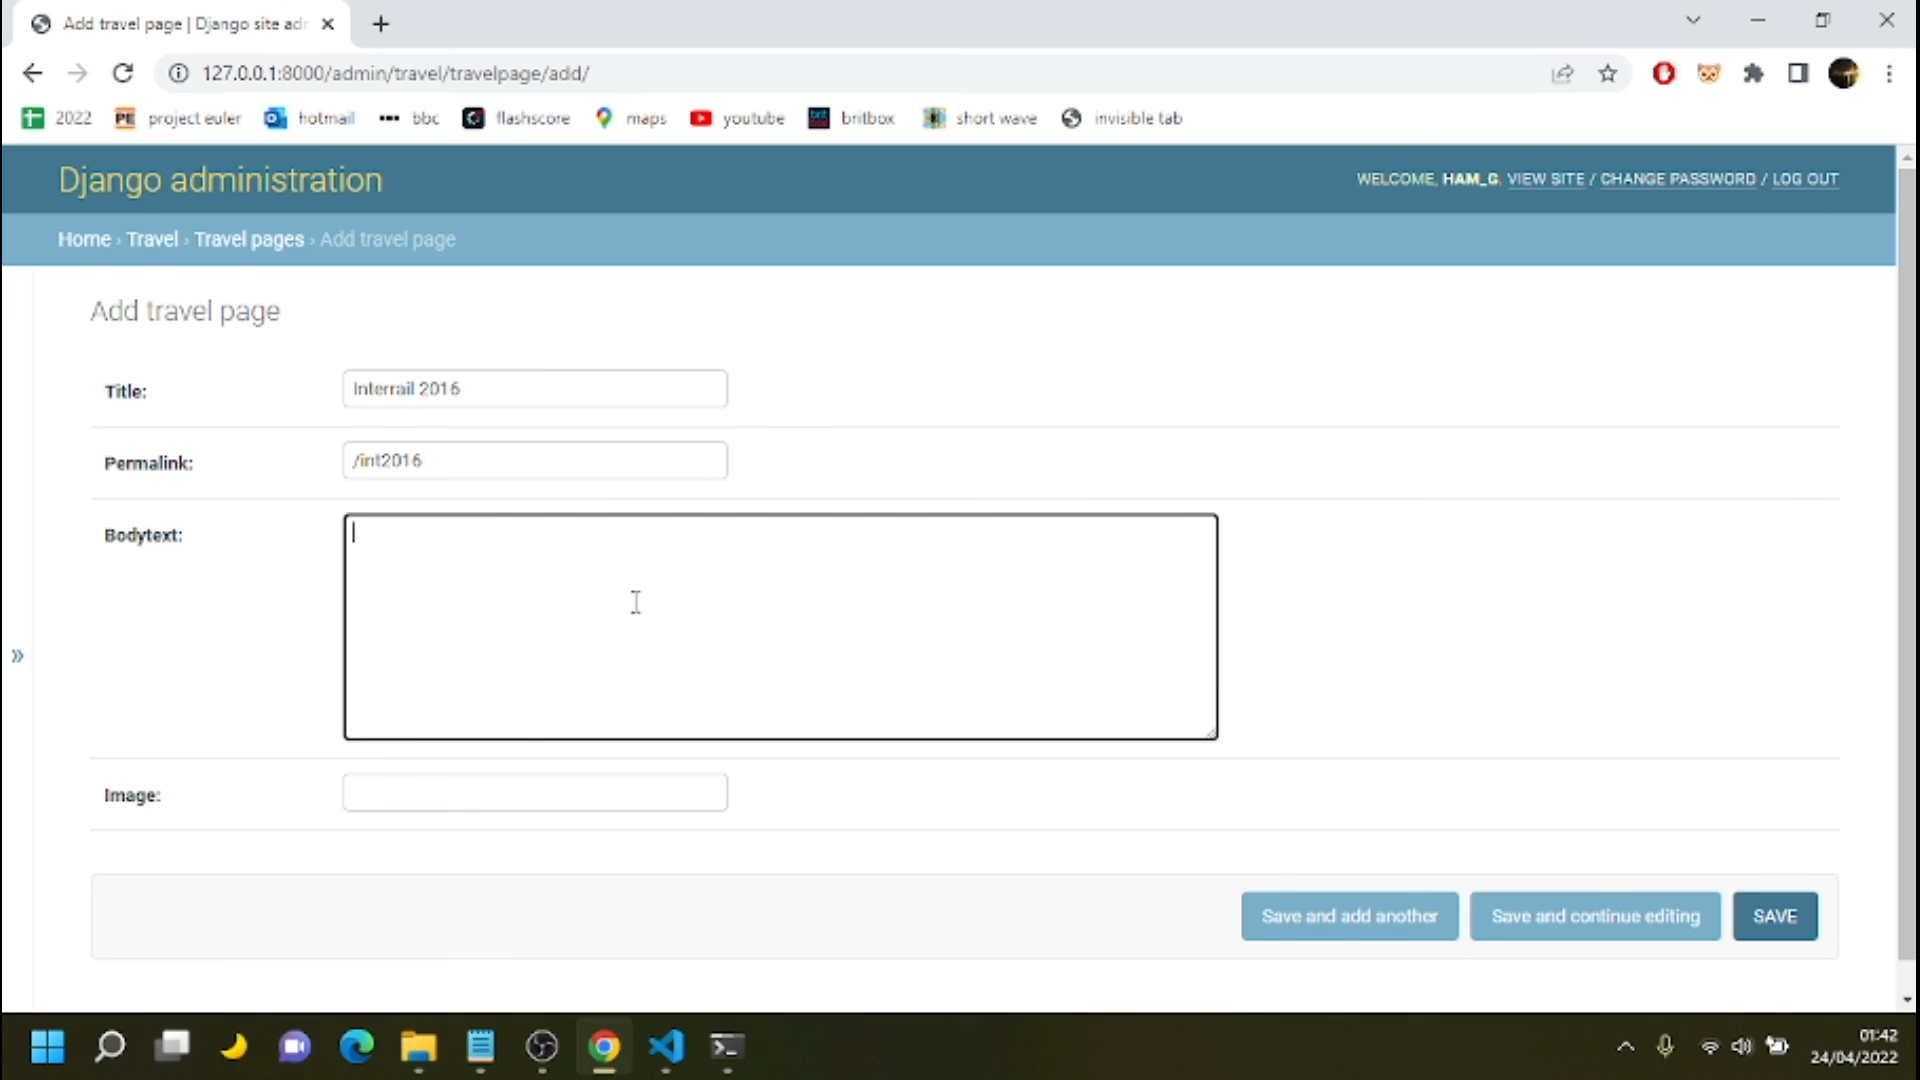 Add travel page | Django site adr
127.0.0.1:8000/admin/travel/travelpage/add/
2022 PE project euler hotmail bbc flashscore maps youtube britbox short wave invisible tab
Django administration
WELCOME, HAM_G. VIEW SITE / CHANGE PASSWORD / LOG OUT
Home › Travel › Travel pages › Add travel page
Add travel page
Title: Interrail 2016
Permalink: /int2016
Bodytext:
»
Image:
Save and add another Save and continue editing SAVE
01:42
24/04/2022